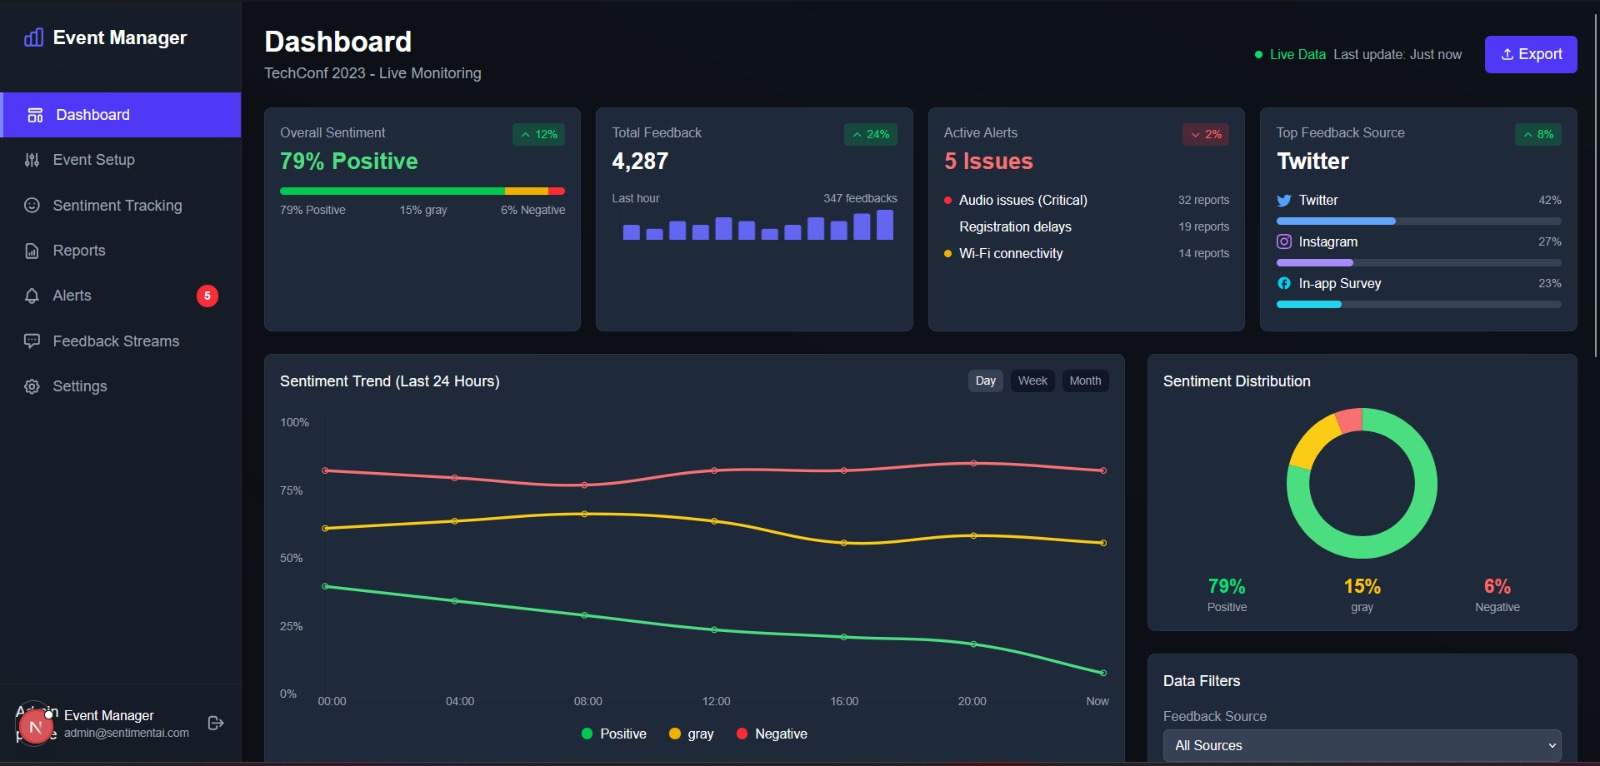 Event Manager
Dashboard
Event Setup
Sentiment Tracking
Reports
Alerts
5
Feedback Streams
Settings
N
Event Manager
admin@sentimentai.com
Dashboard
TechConf 2023 - Live Monitoring
Live Data Last update: Just now
Export
Overall Sentiment
12%
79% Positive
79% Positive 15% gray 6% Negative
Total Feedback
24%
4,287
Last hour 347 feedbacks
Active Alerts
2%
5 Issues
Audio issues (Critical) 32 reports
Registration delays 19 reports
Wi-Fi connectivity 14 reports
Top Feedback Source
8%
Twitter
Twitter 42%
Instagram 27%
In-app Survey 23%
Sentiment Trend (Last 24 Hours)
Day Week Month
100%
75%
50%
25%
0%
00:00 04:00 08:00 12:00 16:00 20:00 Now
Positive gray Negative
Sentiment Distribution
79% 15% 6%
Positive gray Negative
Data Filters
Feedback Source
All Sources